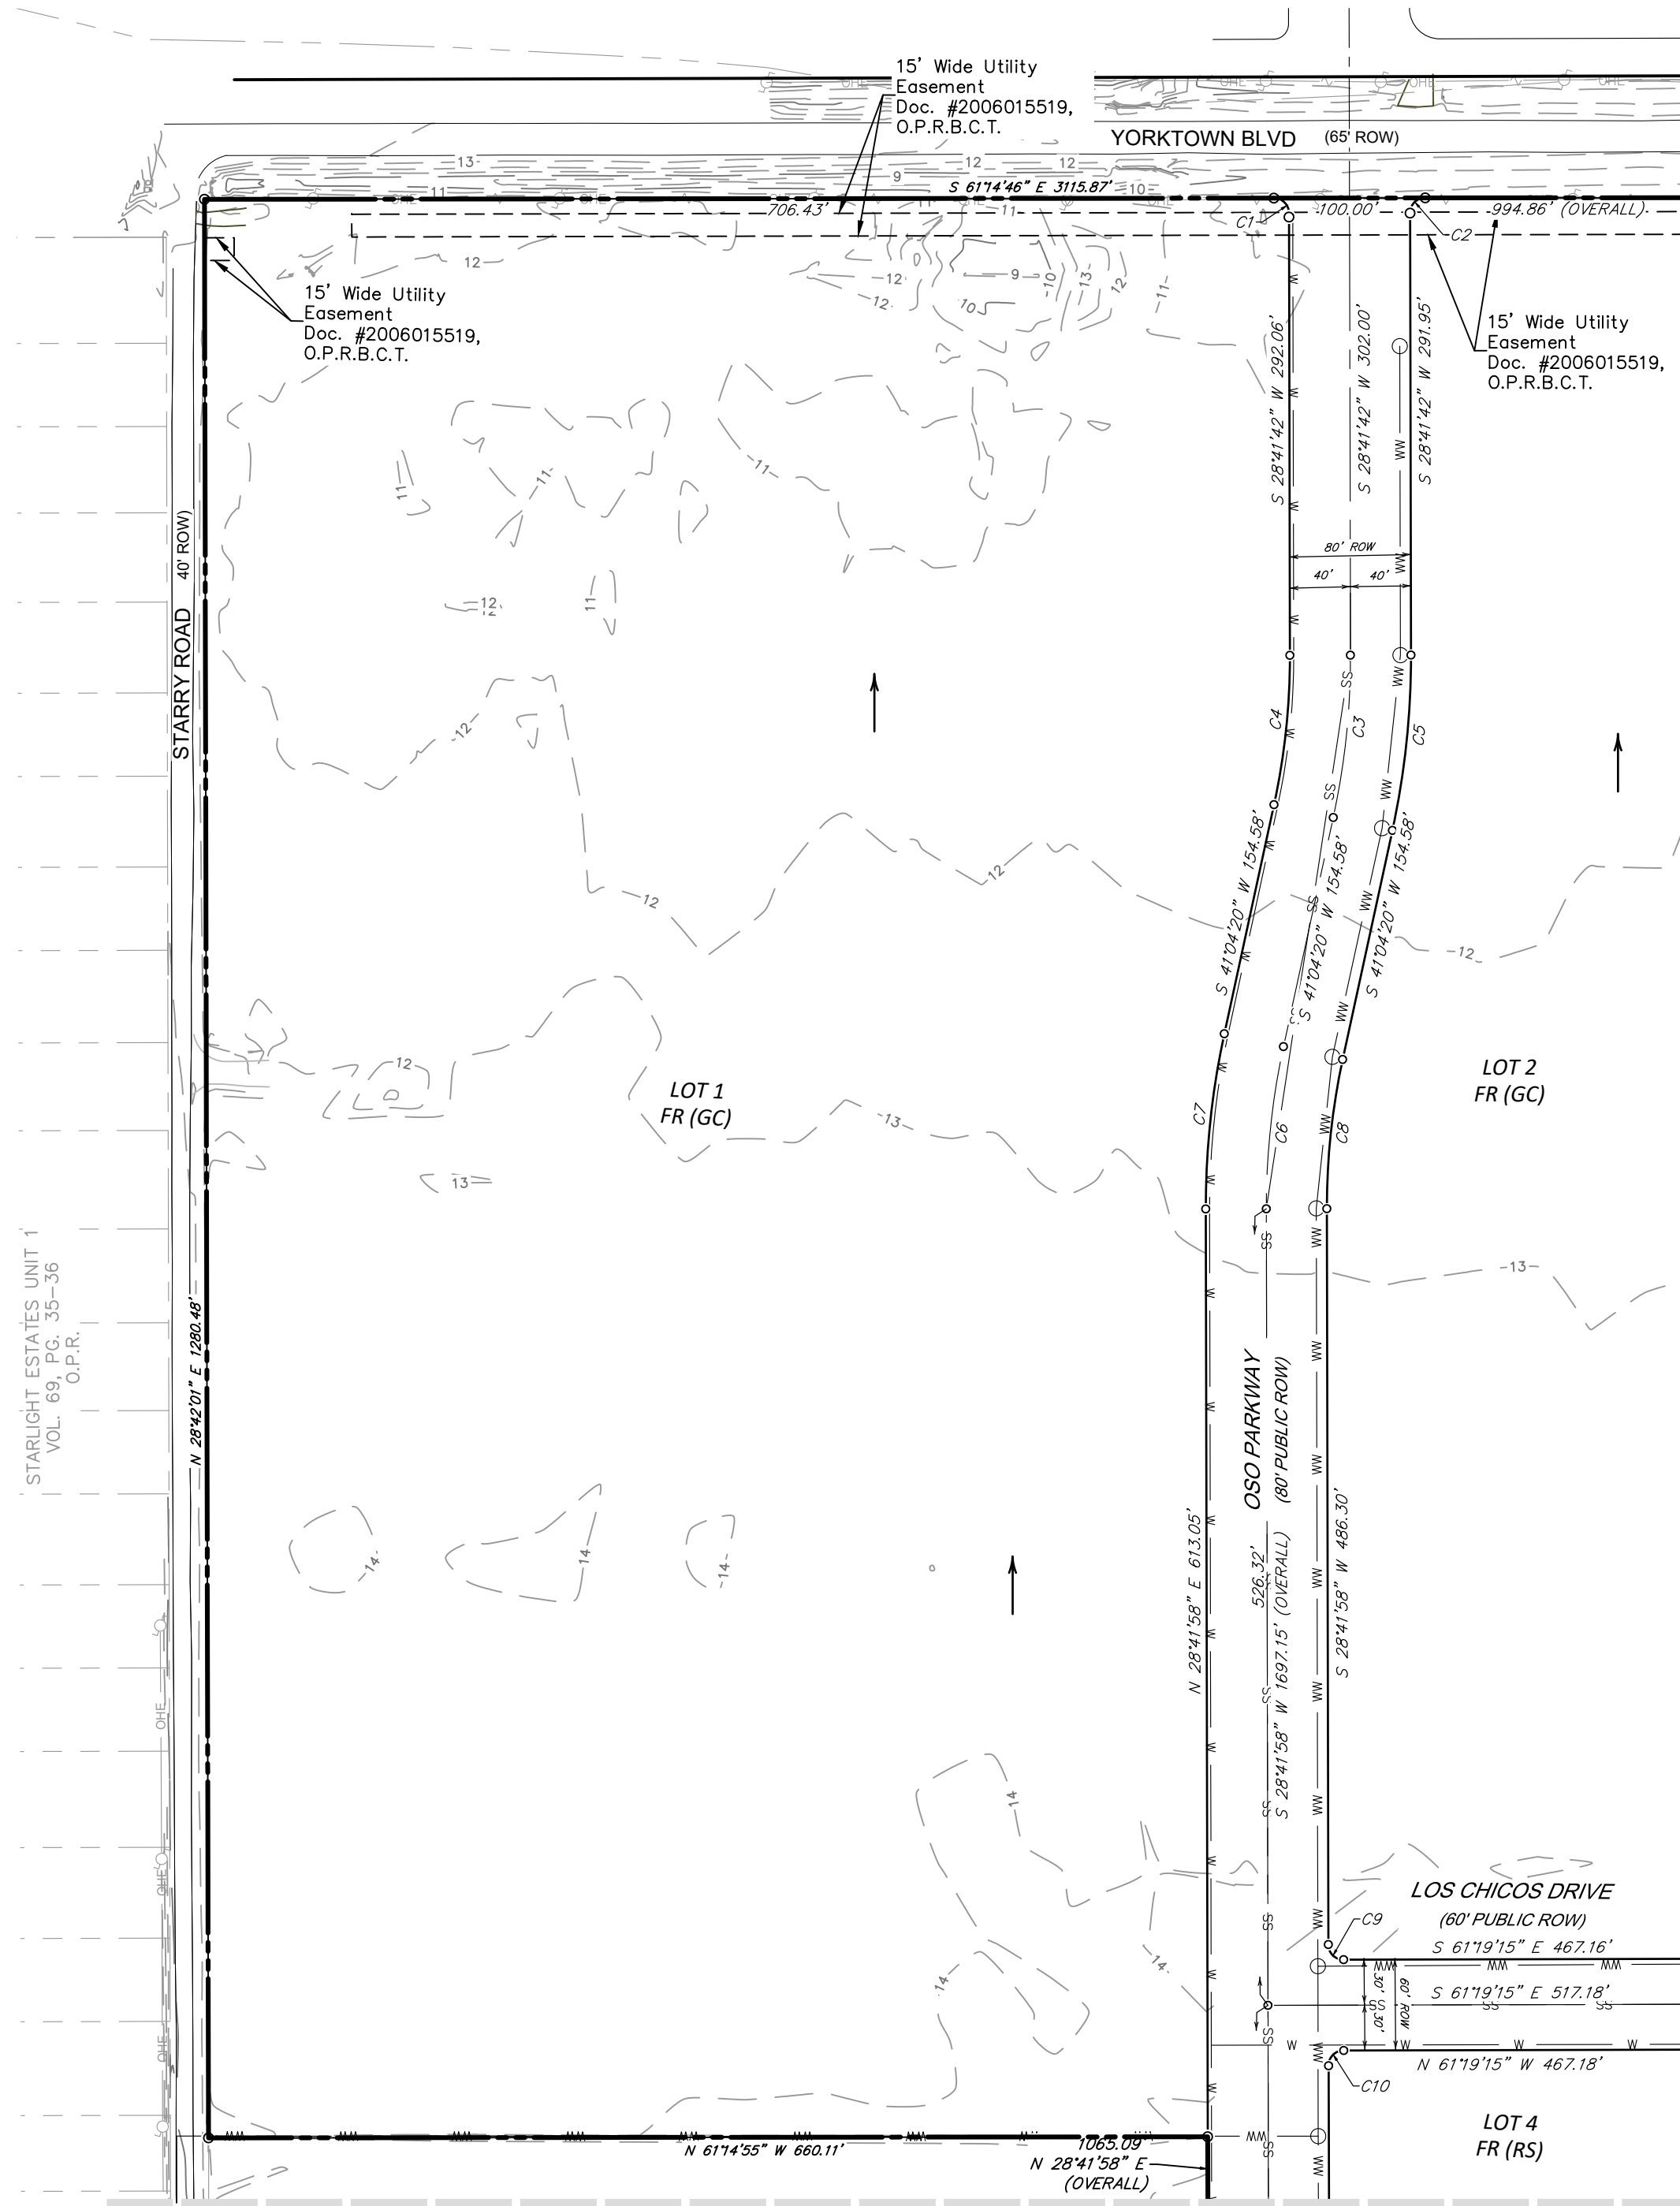 15' Wide Utility
Easement
Doc. #2006015519,
O.P.R.B.C.T.
YORKTOWN BLVD (65' ROW)
S 61°14'46" E 3115.87'
706.43'
C1
100.00'
C2
994.86' (OVERALL)
15' Wide Utility
Easement
Doc. #2006015519,
O.P.R.B.C.T.
15' Wide Utility
Easement
Doc. #2006015519,
O.P.R.B.C.T.
S 28°41'42" W 292.06'
S 28°41'42" W 302.00'
S 28°41'42" W 291.95'
80' ROW
40'
40'
STARRY ROAD 40' ROW)
C4
C3
C5
S 41°04'20" W 154.58'
S 41°04'20" W 154.58'
S 41°04'20" W 154.58'
LOT 1
FR (GC)
LOT 2
FR (GC)
C7
C6
C8
STARLIGHT ESTATES UNIT 1
VOL. 69, PG. 35-36
O.P.R.
N 28°42'01" E 1280.48'
OSO PARKWAY
(80' PUBLIC ROW)
N 28°41'58" E 613.05'
526.32'
S 28°41'58" W 1697.15' (OVERALL)
S 28°41'58" W 486.30'
LOS CHICOS DRIVE
(60' PUBLIC ROW)
C9
S 61°19'15" E 467.16'
S 61°19'15" E 517.18'
30'
30'
60' ROW
N 61°19'15" W 467.18'
C10
LOT 4
FR (RS)
N 61°14'55" W 660.11'
1065.09'
N 28°41'58" E
(OVERALL)